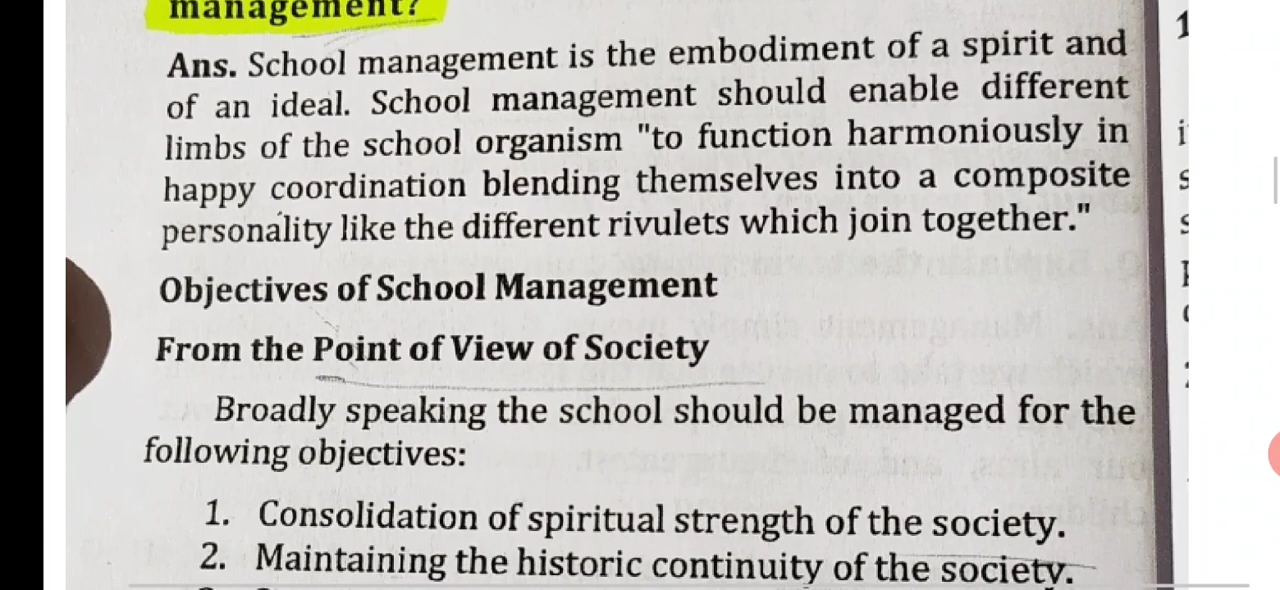 management?
Ans. School management is the embodiment of a spirit and
of an ideal. School management should enable different
limbs of the school organism "to function harmoniously in
happy coordination blending themselves into a composite
personality like the different rivulets which join together."
Objectives of School Management
From the Point of View of Society
Broadly speaking the school should be managed for the
following objectives:
1. Consolidation of spiritual strength of the society.
2. Maintaining the historic continuity of the society.